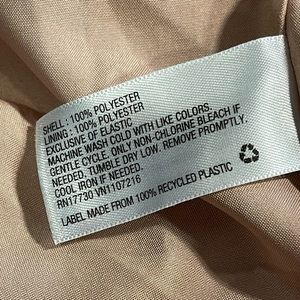 SHELL : 100% POLYESTER
LINING : 100% POLYESTER
EXCLUSIVE OF ELASTIC
MACHINE WASH COLD WITH LIKE COLORS.
GENTLE CYCLE. ONLY NON-CHLORINE BLEACH IF
NEEDED. TUMBLE DRY LOW. REMOVE PROMPTLY.
COOL IRON IF NEEDED.
RN17730 VN1107216
LABEL MADE FROM 100% RECYCLED PLASTIC